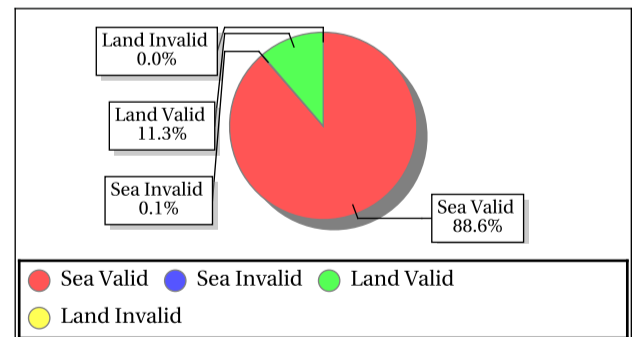 Land Invalid
0.0%
Land Valid
11.3%
Sea Invalid
0.1%
Sea Valid
88.6%
Sea Valid Sea Invalid Land Valid
Land Invalid